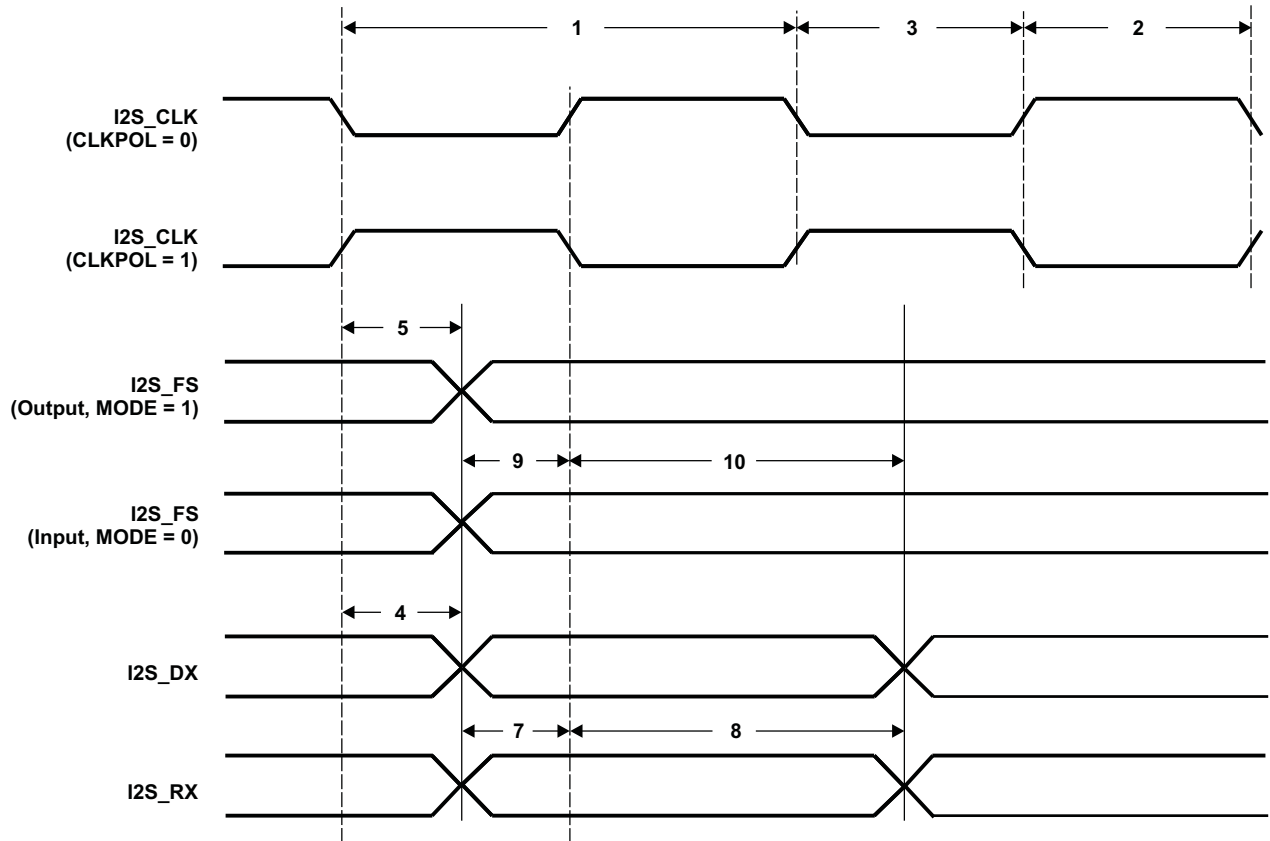 1
3
2
I2S_CLK
(CLKPOL = 0)
I2S_CLK
(CLKPOL = 1)
5
I2S_FS
(Output, MODE = 1)
9
10
I2S_FS
(Input, MODE = 0)
4
I2S_DX
7
8
I2S_RX